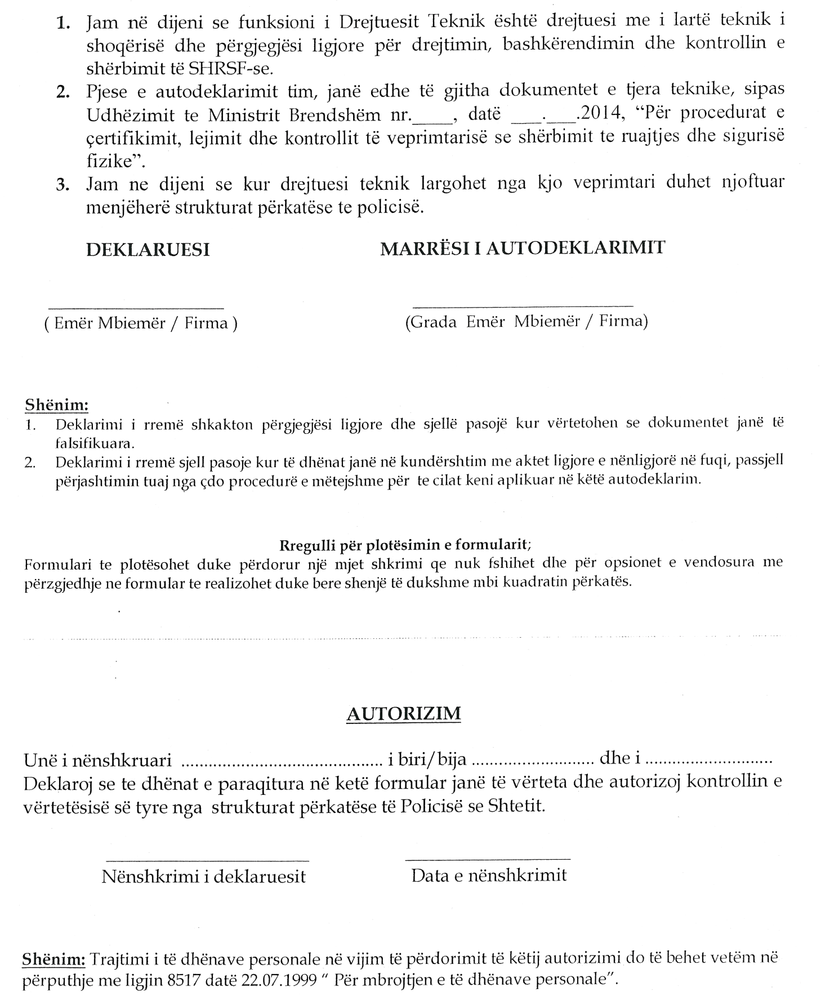 1. Jam në dijeni se funksioni i Drejtuesit Teknik është drejtuesi me i lartë teknik i
shoqërisë dhe përgjegjësi ligjore për drejtimin, bashkërendimin dhe kontrollin e
shërbimit të SHRSF-se.
2. Pjese e autodeklarimit tim, janë edhe të gjitha dokumentet e tjera teknike, sipas
Udhëzimit te Ministrit Brendshëm nr._____, datë ____.____.2014, “Për procedurat e
çertifikimit, lejimit dhe kontrollit të veprimtarisë se shërbimit te ruajtjes dhe sigurisë
fizike”.
3. Jam ne dijeni se kur drejtuesi teknik largohet nga kjo veprimtari duhet njoftuar
menjëherë strukturat përkatëse te policisë.
DEKLARUESI MARRËSI I AUTODEKLARIMIT
( Emër Mbiemër / Firma ) (Grada Emër Mbiemër / Firma)
Shënim:
1. Deklarimi i rremë shkakton përgjegjësi ligjore dhe sjellë pasojë kur vërtetohen se dokumentet janë të
falsifikuara.
2. Deklarimi i rremë sjell pasoje kur të dhënat janë në kundërshtim me aktet ligjore e nënligjorë në fuqi, passjell
përjashtimin tuaj nga çdo procedurë e mëtejshme për te cilat keni aplikuar në këtë autodeklarim.
Rregulli për plotësimin e formularit;
Formulari te plotësohet duke përdorur një mjet shkrimi qe nuk fshihet dhe për opsionet e vendosura me
përzgjedhje ne formular te realizohet duke bere shenjë të dukshme mbi kuadratin përkatës.
AUTORIZIM
Unë i nënshkruari .......................................... i biri/bija .......................... dhe i ...........................
Deklaroj se te dhënat e paraqitura në ketë formular janë të vërteta dhe autorizoj kontrollin e
vërtetësisë së tyre nga strukturat përkatëse të Policisë se Shtetit.
Nënshkrimi i deklaruesit Data e nënshkrimit
Shënim: Trajtimi i të dhënave personale në vijim të përdorimit të këtij autorizimi do të behet vetëm në
përputhje me ligjin 8517 datë 22.07.1999 “ Për mbrojtjen e të dhënave personale”.